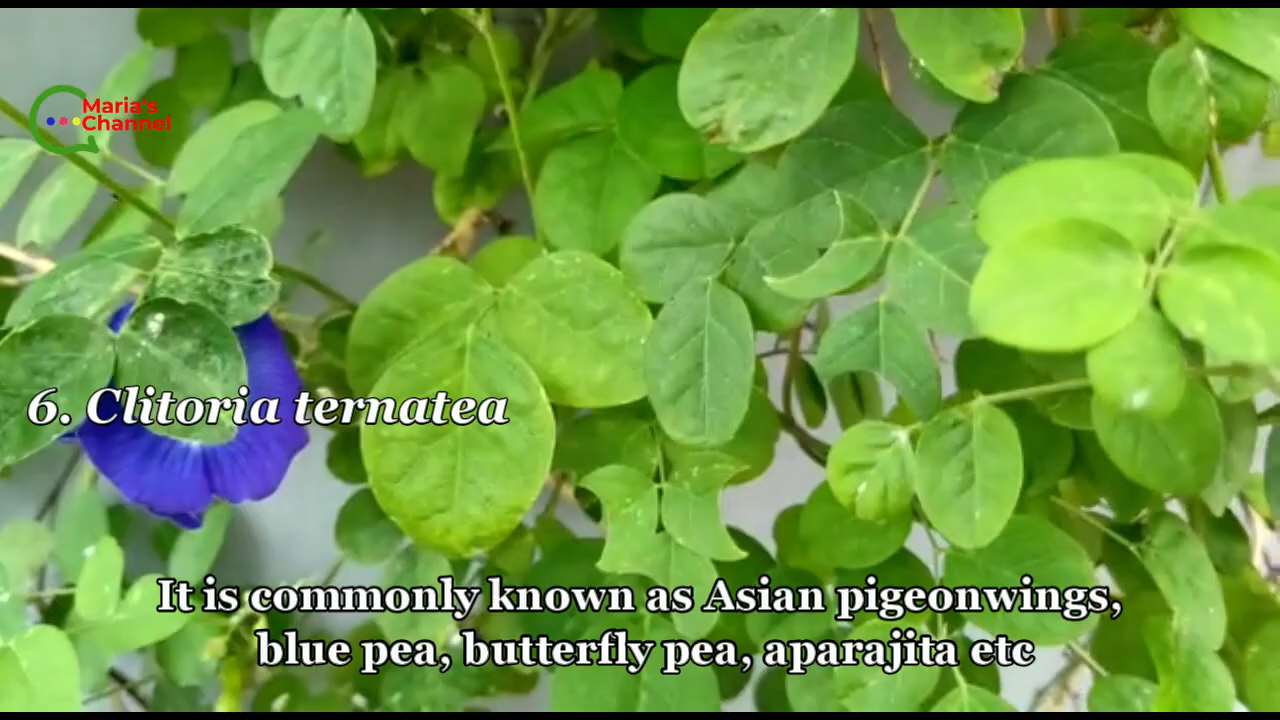 Maria's
Channel
6. Clitoria ternatea
It is commonly known as Asian pigeonwings,
blue pea, butterfly pea, aparajita etc